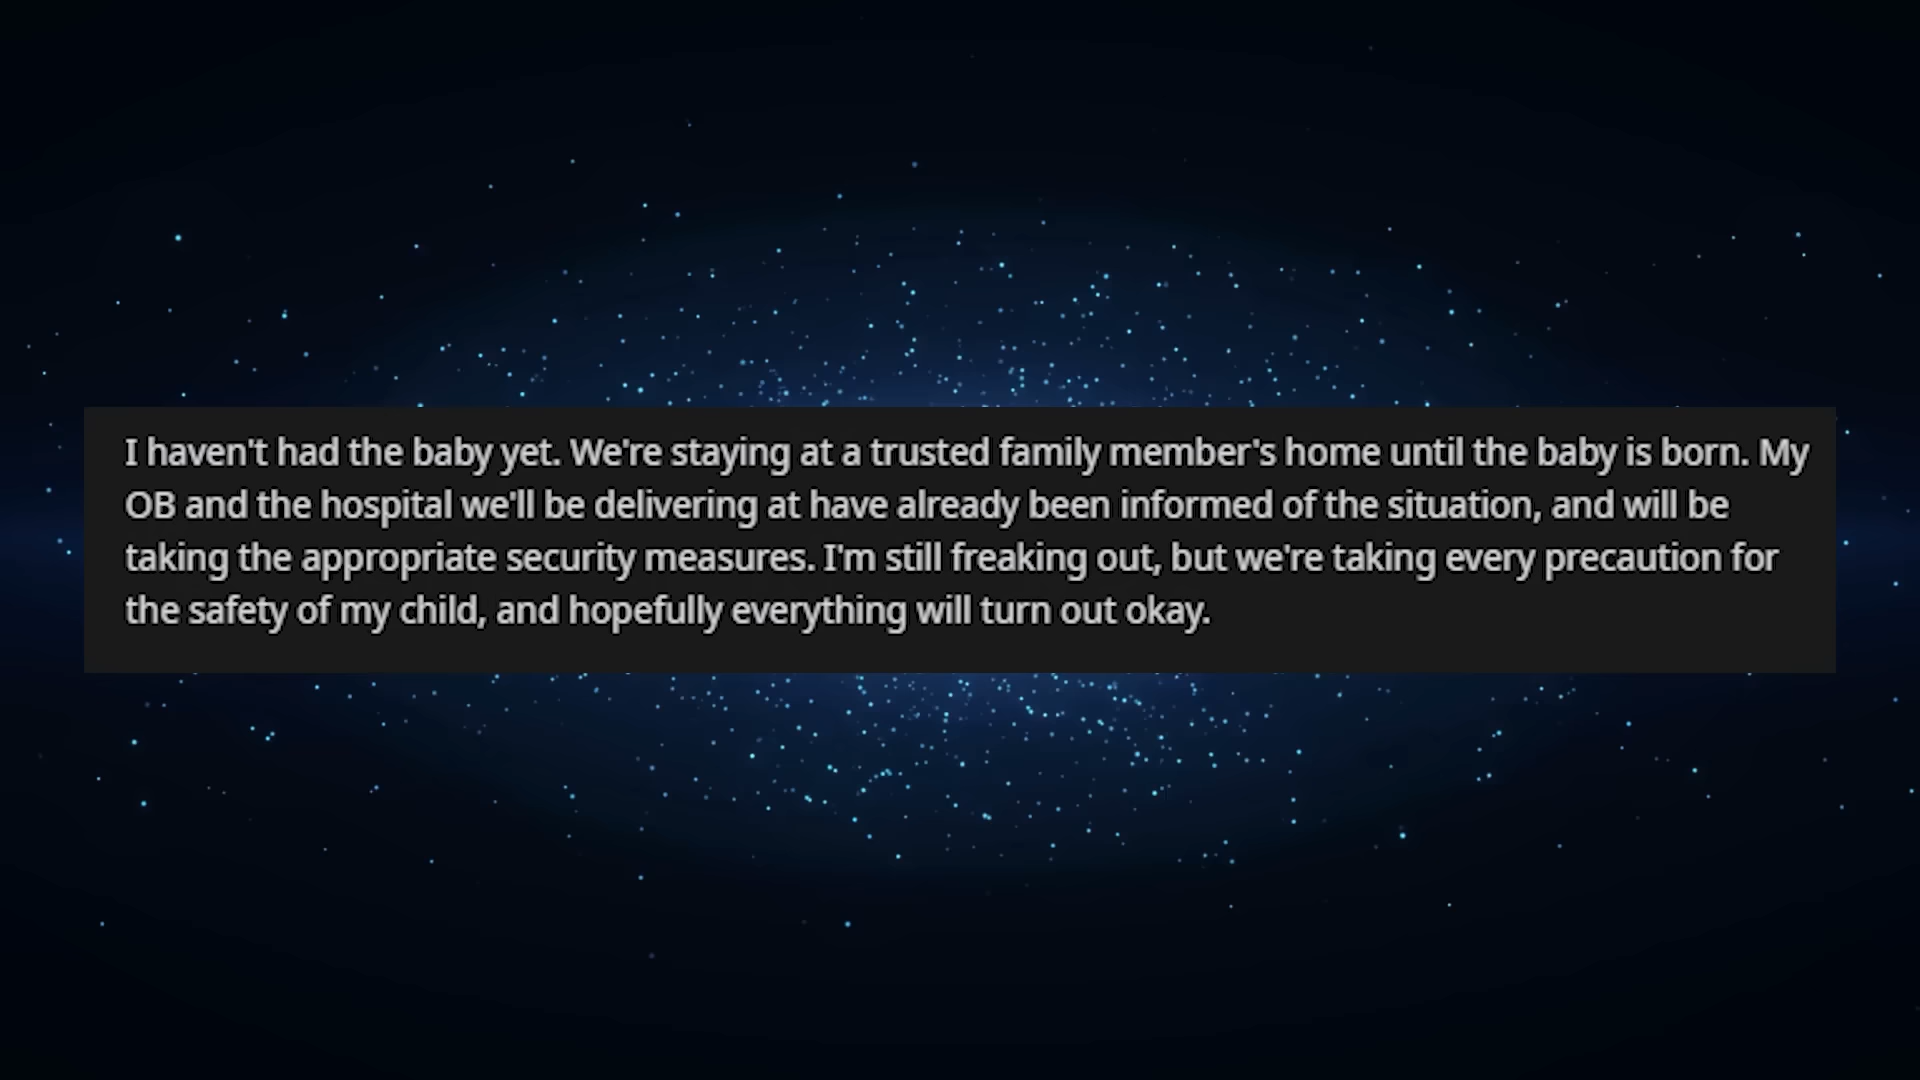 I haven't had the baby yet. We're staying at a trusted family member's home until the baby is born. My
OB and the hospital we'll be delivering at have already been informed of the situation, and will be
taking the appropriate security measures. I'm still freaking out, but we're taking every precaution for
the safety of my child, and hopefully everything will turn out okay.